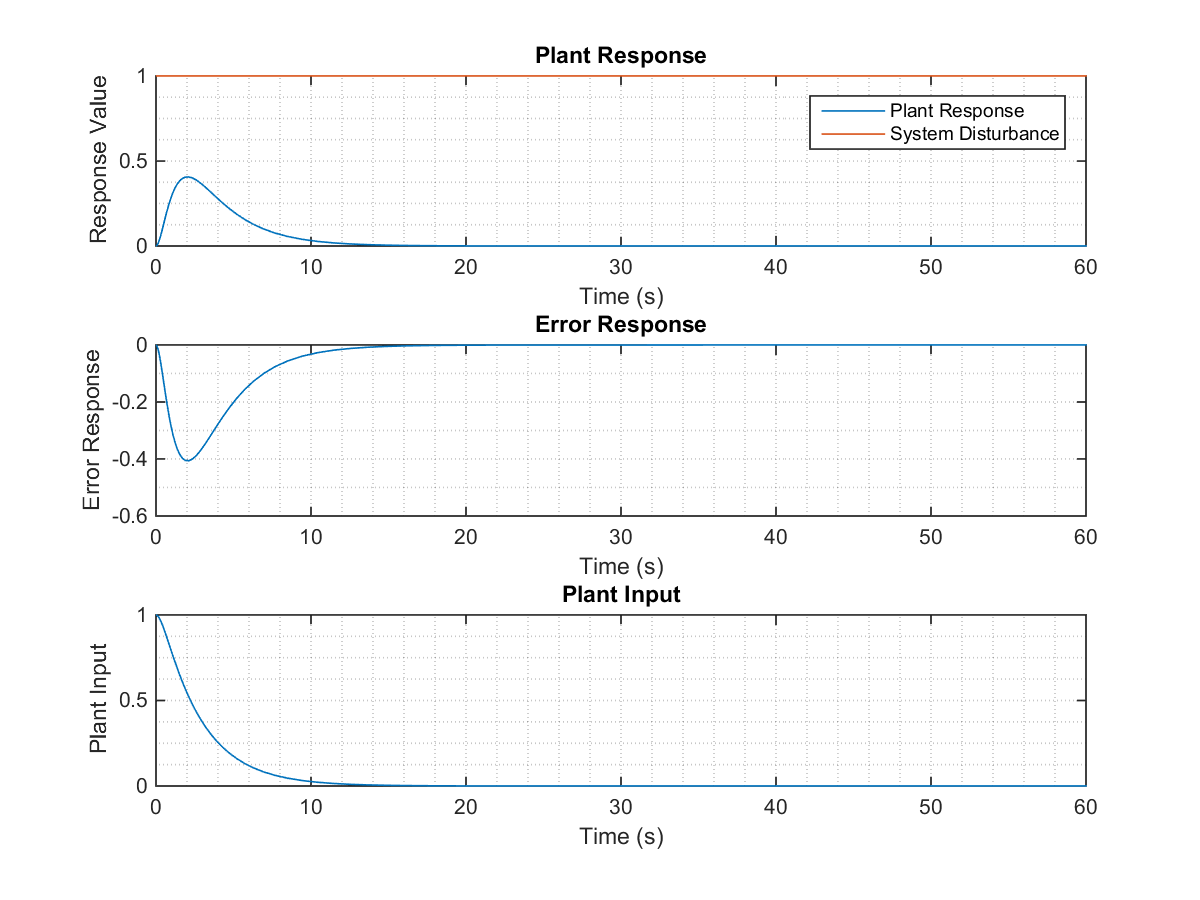 Plant Response
Response Value
1
0.5
0
Plant Response
System Disturbance
0 10 20 30 40 50 60
Time (s)
Error Response
Error Response
0
-0.2
-0.4
-0.6
0 10 20 30 40 50 60
Time (s)
Plant Input
Plant Input
1
0.5
0
0 10 20 30 40 50 60
Time (s)